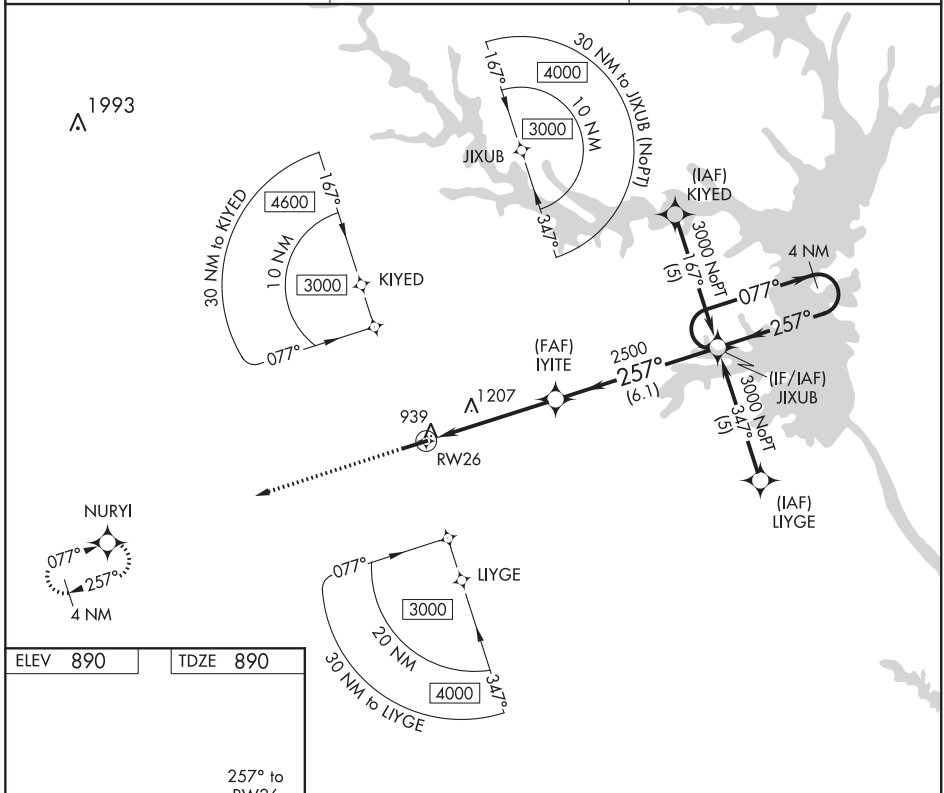 1993
30 NM to JIXUB (NoPT)
4000
167°
10 NM
3000
JIXUB
347°
30 NM to KIYED
4600
167°
10 NM
3000
KIYED
077°
(IAF)
KIYED
3000 NoPT
167°
(5)
4 NM
077°
257°
(IF/IAF)
JIXUB
(FAF)
IYITE
2500
257°
(6.1)
1207
939
RW26
3000 NoPT
347°
(5)
(IAF)
LIYGE
NURYI
077°
257°
4 NM
077°
LIYGE
3000
20 NM
30 NM to LIYGE
4000
347°
ELEV 890
TDZE 890
257° to
RW26